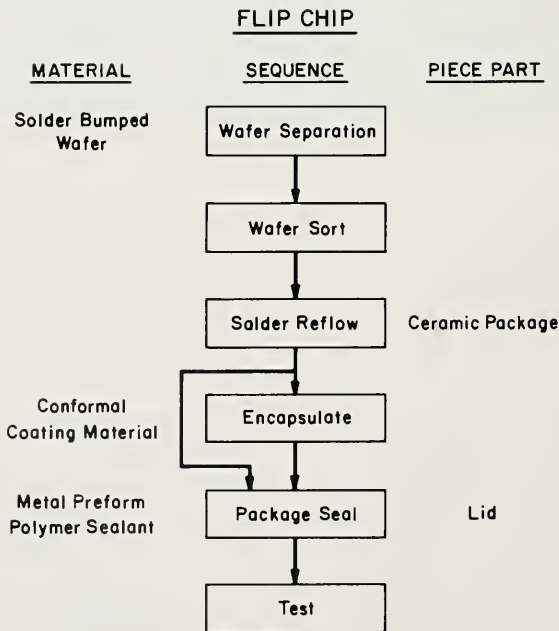 FLIP CHIP
MATERIAL SEQUENCE PIECE PART
Solder Bumped
Wafer
Wafer Separation
Wafer Sort
Salder Reflow Ceramic Package
Conformal
Coating Material
Encapsulate
Metal Preform
Polymer Sealant
Package Seal Lid
Test